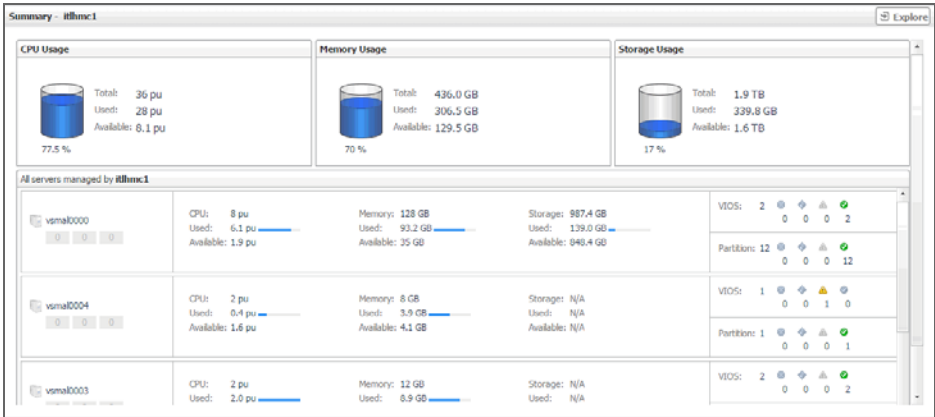 Summary - itlhmc1
Explore
CPU Usage
Total: 36 pu
Used: 28 pu
Available: 8.1 pu
77.5 %
Memory Usage
Total: 436.0 GB
Used: 306.5 GB
Available: 129.5 GB
70 %
Storage Usage
Total: 1.9 TB
Used: 339.8 GB
Available: 1.6 TB
17 %
All servers managed by itlhmc1
vsmal0000
0 0 0
CPU: 8 pu
Used: 6.1 pu
Available: 1.9 pu
Memory: 128 GB
Used: 93.2 GB
Available: 35 GB
Storage: 987.4 GB
Used: 139.0 GB
Available: 848.4 GB
VIOS: 2
0 0 0 2
Partition: 12
0 0 0 12
vsmal0004
0 0 0
CPU: 2 pu
Used: 0.4 pu
Available: 1.6 pu
Memory: 8 GB
Used: 3.9 GB
Available: 4.1 GB
Storage: N/A
Used: N/A
Available: N/A
VIOS: 1
0 0 1 0
Partition: 1
0 0 0 1
vsmal0003
CPU: 2 pu
Used: 2.0 pu
Memory: 12 GB
Used: 8.9 GB
Storage: N/A
Used: N/A
VIOS: 2
0 0 0 2